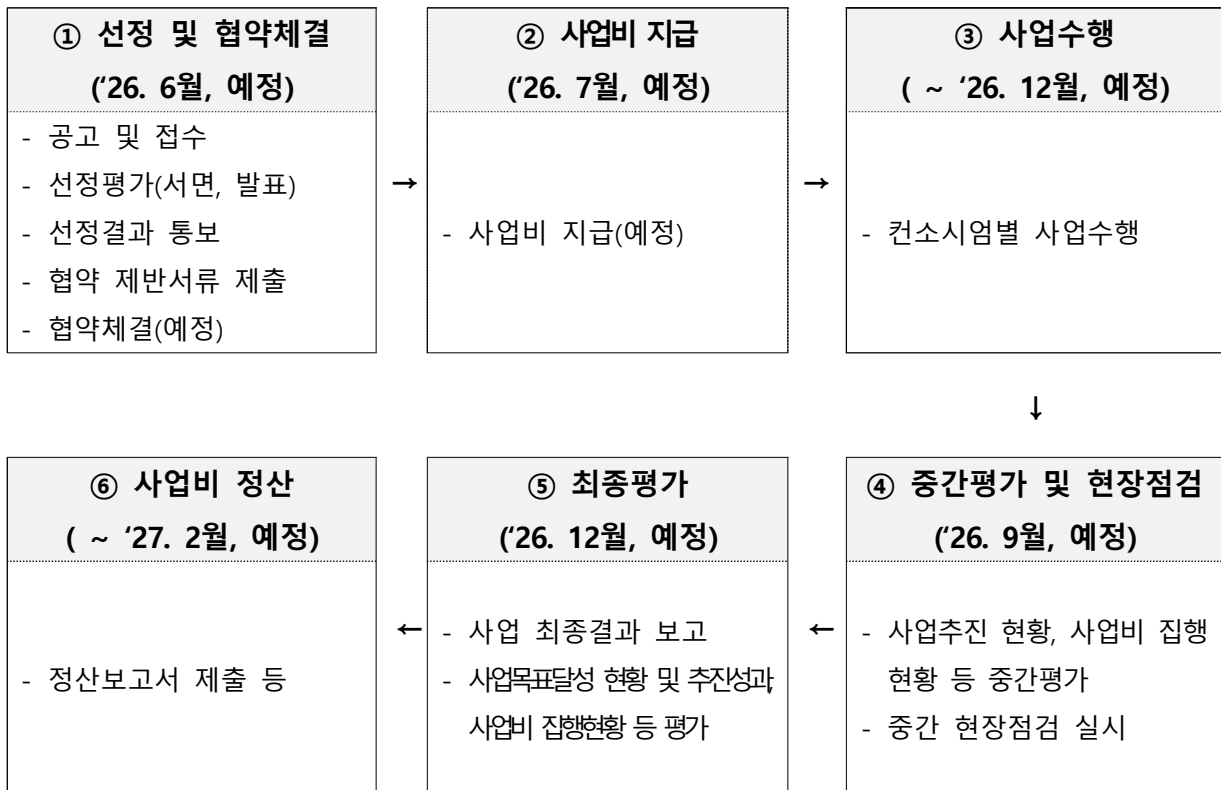 ① 선정 및 협약체결
(‘26. 6월, 예정)
- 공고 및 접수
- 선정평가(서면, 발표)
- 선정결과 통보
- 협약 제반서류 제출
- 협약체결(예정)
→
② 사업비 지급
(‘26. 7월, 예정)
- 사업비 지급(예정)
→
③ 사업수행
( ~ ‘26. 12월, 예정)
- 컨소시엄별 사업수행
↓
④ 중간평가 및 현장점검
(‘26. 9월, 예정)
- 사업추진 현황, 사업비 집행
현황 등 중간평가
- 중간 현장점검 실시
←
⑤ 최종평가
(‘26. 12월, 예정)
- 사업 최종결과 보고
- 사업목표달성 현황 및 추진성과,
사업비 집행현황 등 평가
←
⑥ 사업비 정산
( ~ ‘27. 2월, 예정)
- 정산보고서 제출 등